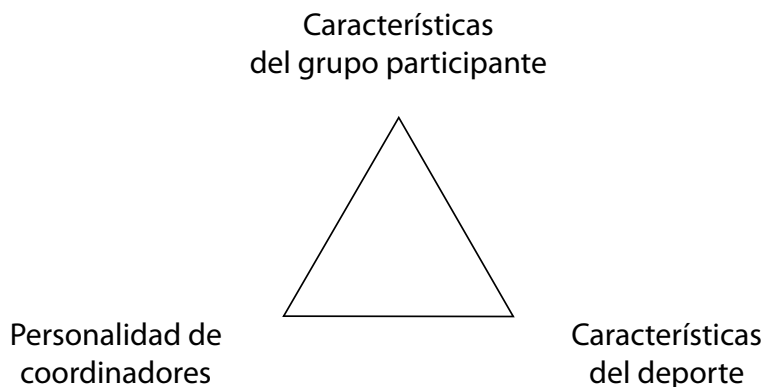 Características
del grupo participante
Personalidad de
coordinadores
Características
del deporte